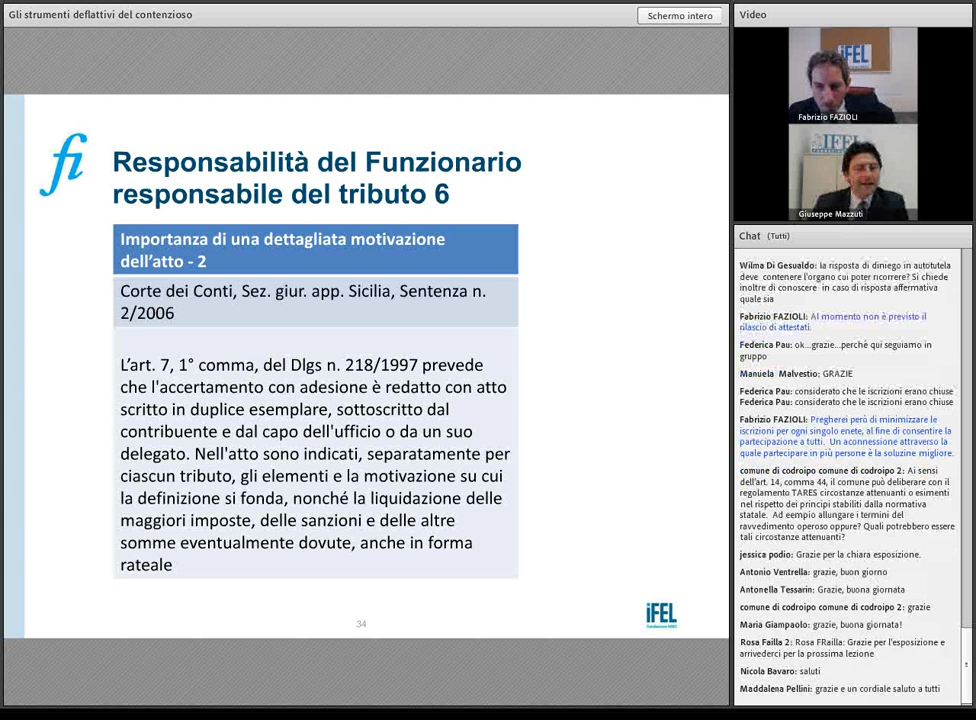 Gli strumenti deflattivi del contenzioso
Schermo intero
fi
Responsabilità del Funzionario
responsabile del tributo 6
Importanza di una dettagliata motivazione
dell'atto - 2
Corte dei Conti, Sez. giur. app. Sicilia, Sentenza n.
2/2006
L'art. 7, 1° comma, del Dlgs n. 218/1997 prevede
che l'accertamento con adesione è redatto con atto
scritto in duplice esemplare, sottoscritto dal
contribuente e dal capo dell'ufficio o da un suo
delegato. Nell'atto sono indicati, separatamente per
ciascun tributo, gli elementi e la motivazione su cui
la definizione si fonda, nonché la liquidazione delle
maggiori imposte, delle sanzioni e delle altre
somme eventualmente dovute, anche in forma
rateale
34
iFEL
Video
iFEL
Fabrizio FAZIOLI
iFEL
Giuseppe Mazzuti
Chat (Tutti)
Wilma Di Gesualdo: la risposta di diniego in autotutela
deve contenere l'organo cui poter ricorrere? Si chiede
inoltre di conoscere in caso di risposta affermativa
quale sia
Fabrizio FAZIOLI: Al momento non è previsto il
rilascio di attestati.
Federica Pau: ok...grazie...perchè qui seguiamo in
gruppo
Manuela Malvestio: GRAZIE
Federica Pau: considerato che le iscrizioni erano chiuse
Federica Pau: considerato che le iscrizioni erano chiuse
Fabrizio FAZIOLI: Pregherei però di minimizzare le
iscrizioni per ogni singolo enete, al fine di consentire la
partecipazione a tutti. Un aconnessione attraverso la
quale partecipare in più persone è la soluzine migliore.
comune di codroipo comune di codroipo 2: Ai sensi
dell'art. 14, comma 44, il comune può deliberare con il
regolamento TARES circostanze attenuanti o esimenti
nel rispetto dei principi stabiliti dalla normativa
statale. Ad eempio allungare i termini del
ravvedimento operoso oppure? Quali potrebbero essere
tali circostanze attenuanti?
jessica podio: Grazie per la chiara esposizione.
Antonio Ventrella: grazie, buon giorno
Antonella Tessarin: Grazie, buona giornata
comune di codroipo comune di codroipo 2: grazie
Maria Giampaolo: grazie, buona giornata!
Rosa Failla 2: Rosa FRailla: Grazie per l'esposizione e
arrivederci per la prossima lezione
Nicola Bavaro: saluti
Maddalena Pellini: grazie e un cordiale saluto a tutti